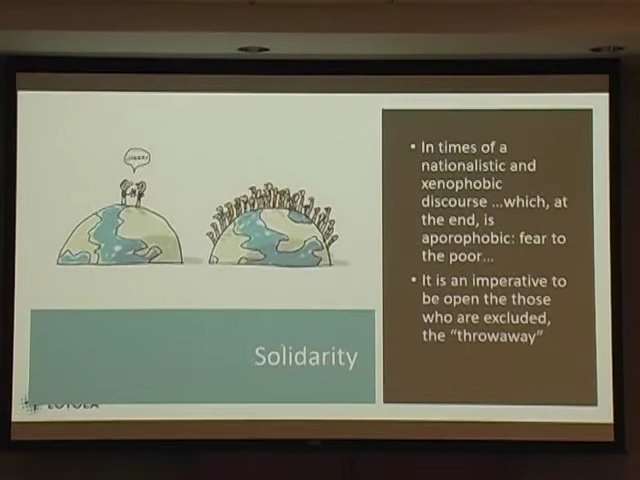 • In times of a
nationalistic and
xenophobic
discourse ...which, at
the end, is
aporophobic: fear to
the poor...
• It is an imperative to
be open the those
who are excluded,
the “throwaway”
Solidarity
LOYOLA